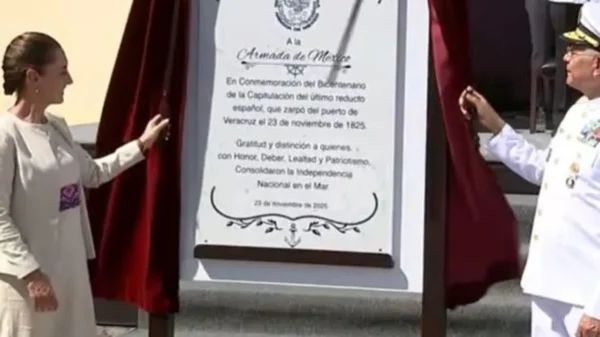 A la
Armada de México
En Conmemoración del Bicentenario
de la Capitulación del último reducto
español, que zarpó del puerto de
Veracruz el 23 de noviembre de 1825.
Gratitud y distinción a quienes,
con Honor, Deber, Lealtad y Patriotismo,
Consolidaron la Independencia
Nacional en el Mar
23 de noviembre de 2025